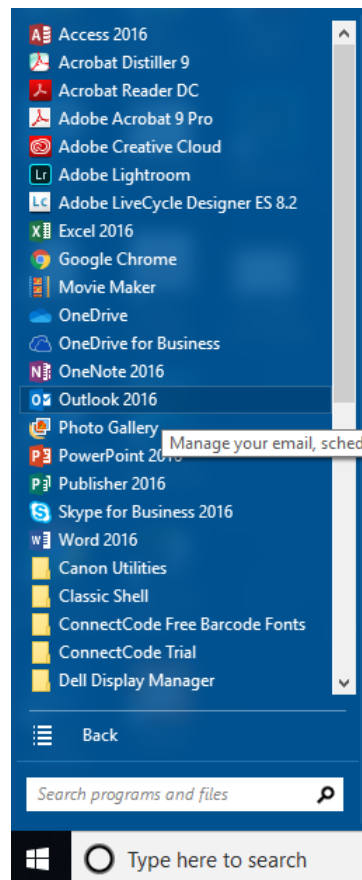 Access 2016
Acrobat Distiller 9
Acrobat Reader DC
Adobe Acrobat 9 Pro
Adobe Creative Cloud
Lr Adobe Lightroom
LC Adobe LiveCycle Designer ES 8.2
Excel 2016
Google Chrome
Movie Maker
OneDrive
OneDrive for Business
OneNote 2016
Outlook 2016
Photo Gallery
Manage your email, sched
PowerPoint 2016
Publisher 2016
Skype for Business 2016
Word 2016
Canon Utilities
Classic Shell
ConnectCode Free Barcode Fonts
ConnectCode Trial
Dell Display Manager
Back
Search programs and files
Type here to search